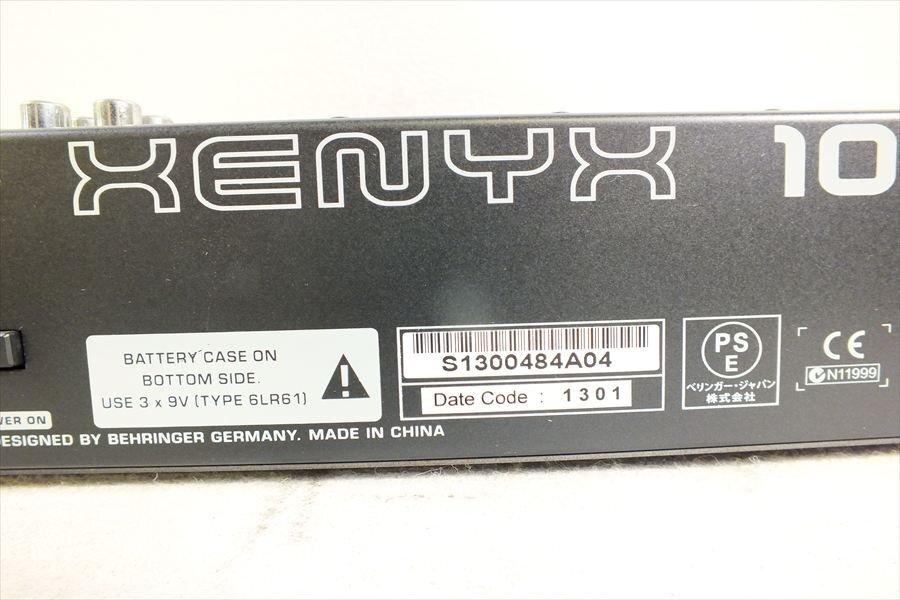 XENYX 10
BATTERY CASE ON
BOTTOM SIDE.
USE 3 x 9V (TYPE 6LR61)
S1300484A04
Date Code : 1301
PS
E
ベリンガー・ジャパン
株式会社
CE
N11999
WER ON
DESIGNED BY BEHRINGER GERMANY. MADE IN CHINA